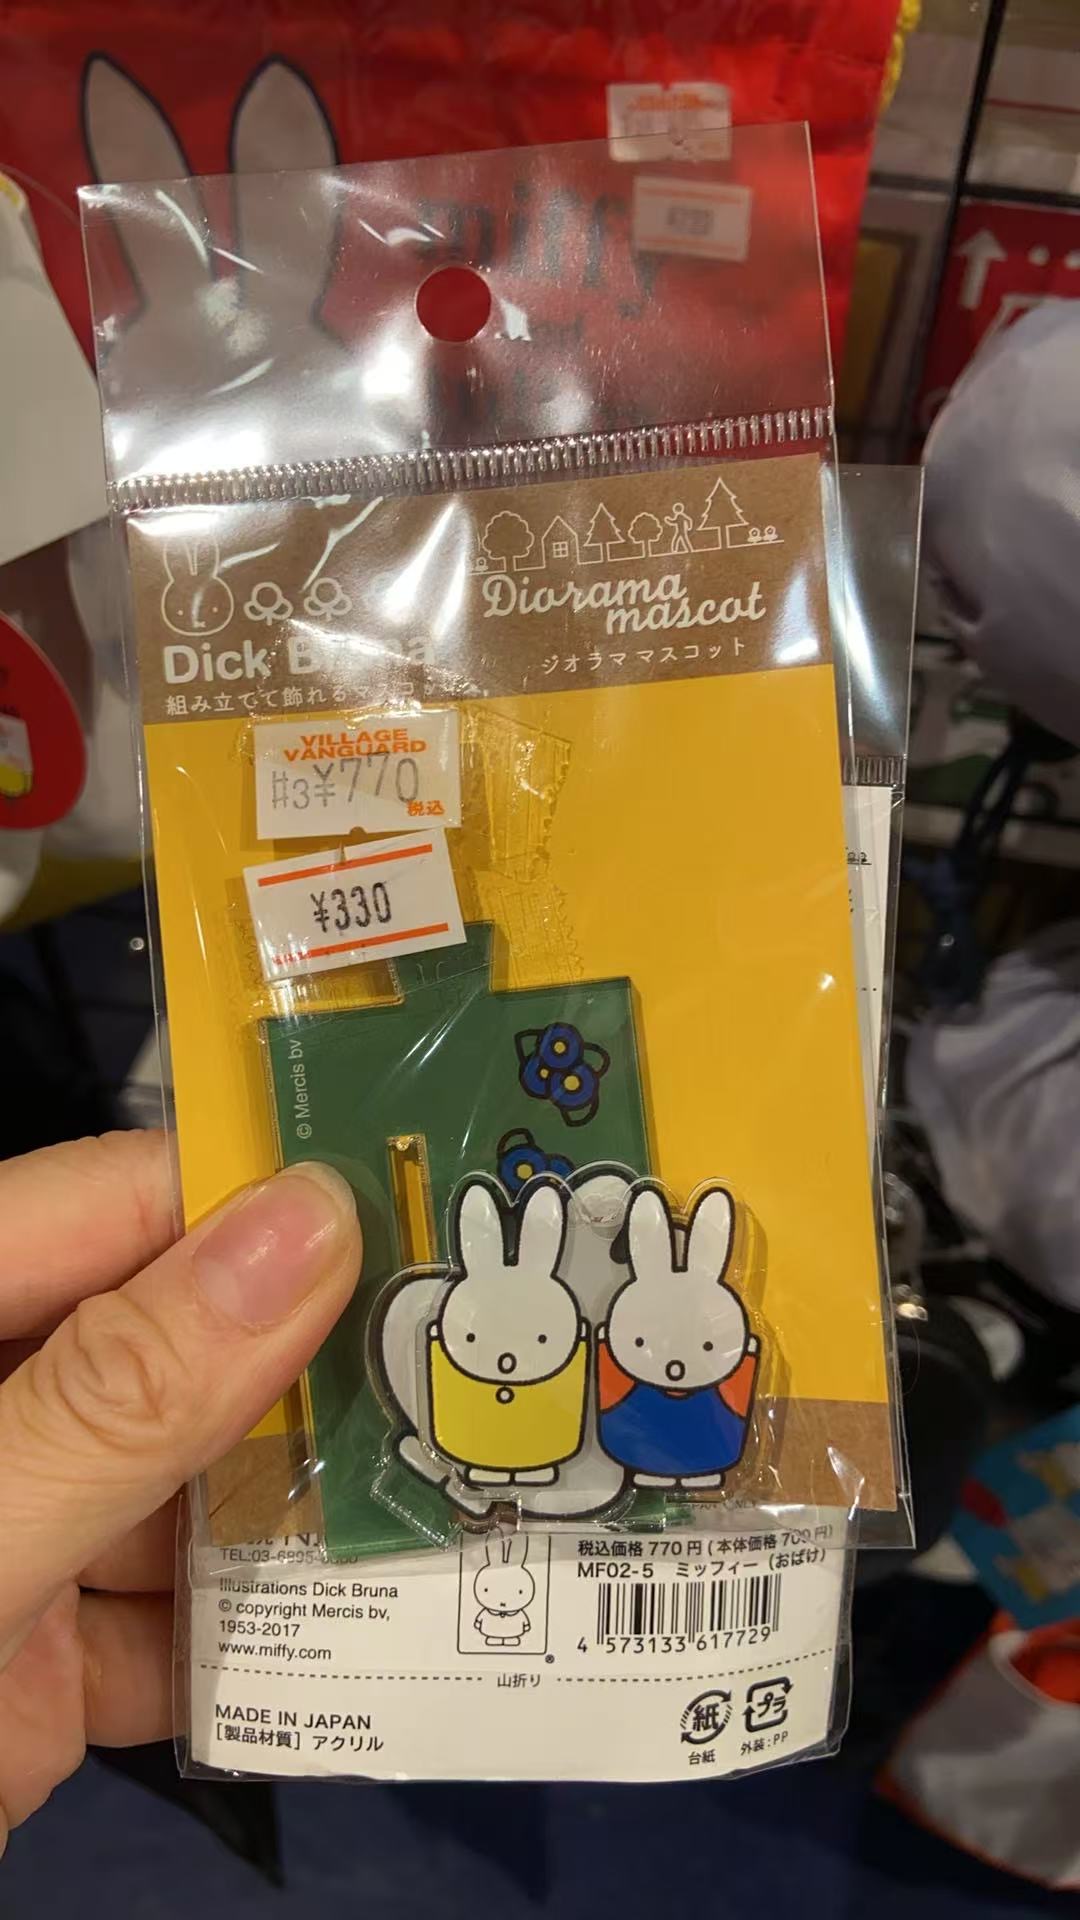 miffy
Diorama
mascot
ジオラママスコット
Dick Bruna
組み立てて飾れるマスコット
VILLAGE
VANGUARD
#3¥770
税込
¥330
© Mercis bv
TEL:03-6895-
Illustrations Dick Bruna
© copyright Mercis bv,
1953-2017
www.miffy.com
税込価格 770円 (本体価格 700円)
MF02-5 ミッフィー(おばけ)
4 573133 617729
山折り
MADE IN JAPAN
[製品材質] アクリル
紙
台紙
プラ
外装:PP